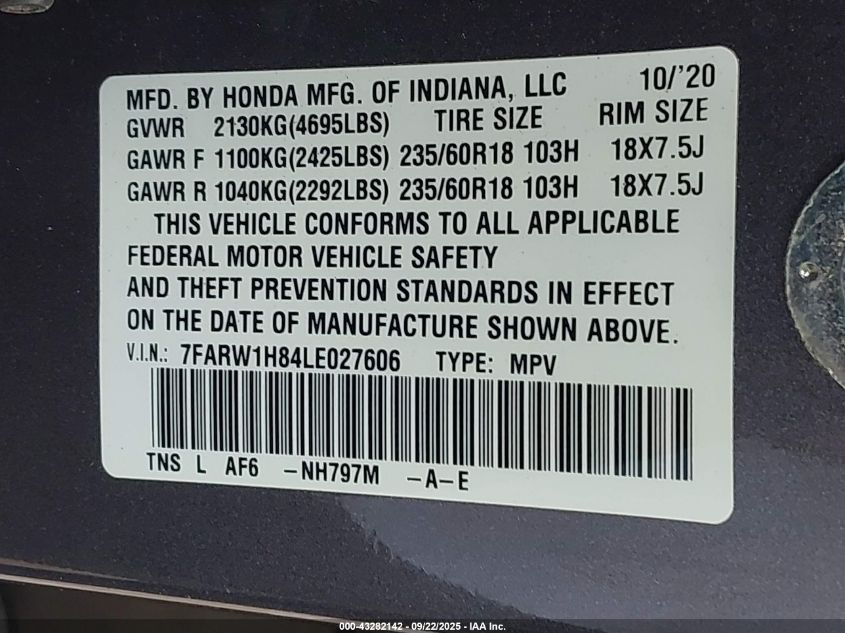 MFD. BY HONDA MFG. OF INDIANA, LLC 10/'20
GVWR 2130KG(4695LBS) TIRE SIZE RIM SIZE
GAWR F 1100KG(2425LBS) 235/60R18 103H 18X7.5J
GAWR R 1040KG(2292LBS) 235/60R18 103H 18X7.5J
THIS VEHICLE CONFORMS TO ALL APPLICABLE
FEDERAL MOTOR VEHICLE SAFETY
AND THEFT PREVENTION STANDARDS IN EFFECT
ON THE DATE OF MANUFACTURE SHOWN ABOVE.
V.I.N.: 7FARW1H84LE027606 TYPE: MPV
TNS L AF6 -NH797M -A-E
000-43282142 - 09/22/2025 - IAA Inc.